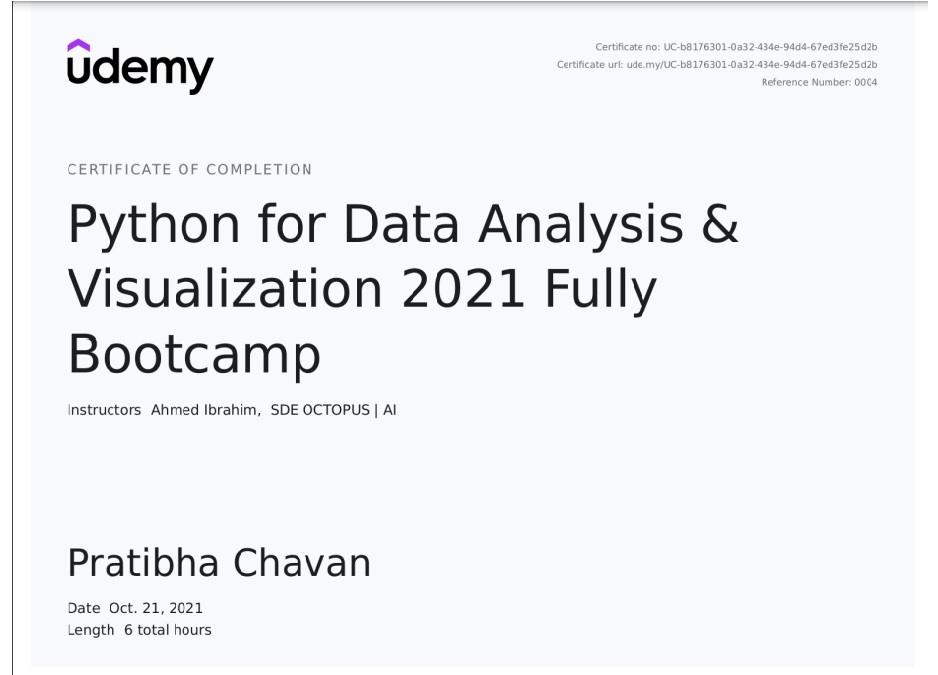 udemy
Certificate no: UC-b8176301-0a32-434e-94d4-67ed3fe25d2b
Certificate url: ude.my/UC-b8176301-0a32-434e-94d4-67ed3fe25d2b
Reference Number: 0004
CERTIFICATE OF COMPLETION
Python for Data Analysis &
Visualization 2021 Fully
Bootcamp
Instructors Ahmed Ibrahim, SDE OCTOPUS | AI
Pratibha Chavan
Date Oct. 21, 2021
Length 6 total hours